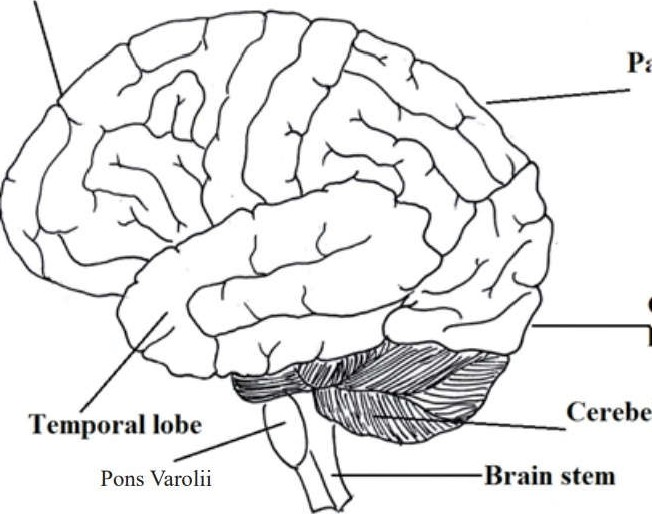 Pa
Cerebe
Temporal lobe
Pons Varolii
Brain stem